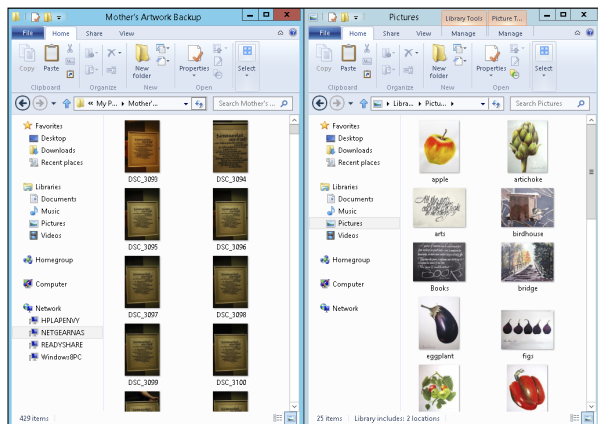 Mother's Artwork Backup
File Home Share View
Copy Paste
New folder
Properties
Select
Clipboard Organize New Open
« My P... Mother'...
Search Mother's ...
Favorites
Desktop
Downloads
Recent places
Libraries
Documents
Music
Pictures
Videos
Homegroup
Computer
Network
HPLAPENVY
NETGEARNAS
READYSHARE
Windows8PC
DSC_3093 DSC_3094
DSC_3095 DSC_3096
DSC_3097 DSC_3098
DSC_3099 DSC_3100
429 items
Pictures
Library Tools Picture T...
File Home Share View Manage Manage
Copy Paste
New folder
Properties
Select
Clipboard Organize New Open
Libra... Pictu...
Search Pictures
Favorites
Desktop
Downloads
Recent places
Libraries
Documents
Music
Pictures
Videos
Homegroup
Computer
Network
apple artichoke
arts birdhouse
Books bridge
eggplant figs
25 items Library includes: 2 locations